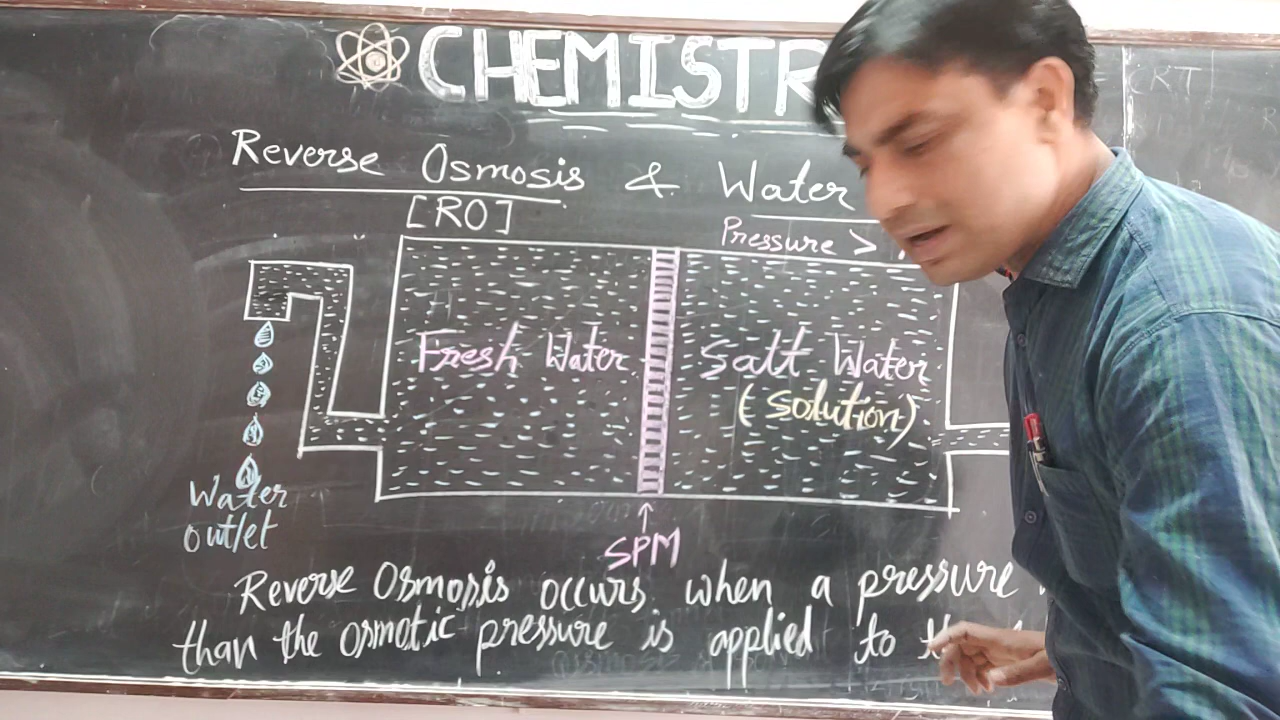 CHEMISTR
CRT
Reverse Osmosis & Water
[RO]
Pressure >
Fresh Water
Salt Water
(Solution)
Water
outlet
SPM
Reverse Osmosis occurs when a pressure
than the osmotic pressure is applied to